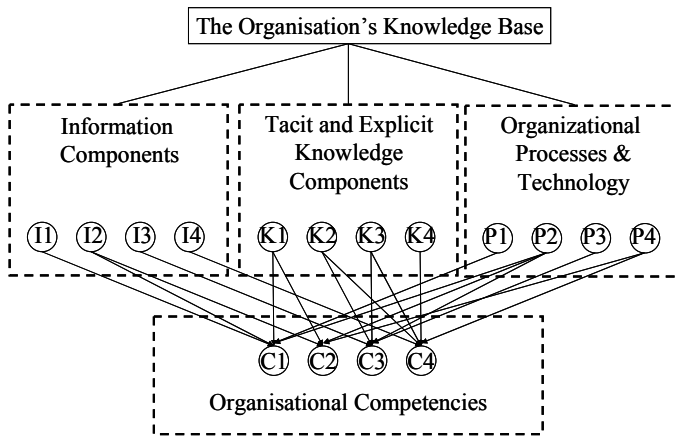 The Organisation's Knowledge Base
Information
Components
Tacit and Explicit
Knowledge
Components
Organizational
Processes &
Technology
I1 I2 I3 I4
K1 K2 K3 K4
P1 P2 P3 P4
C1 C2 C3 C4
Organisational Competencies